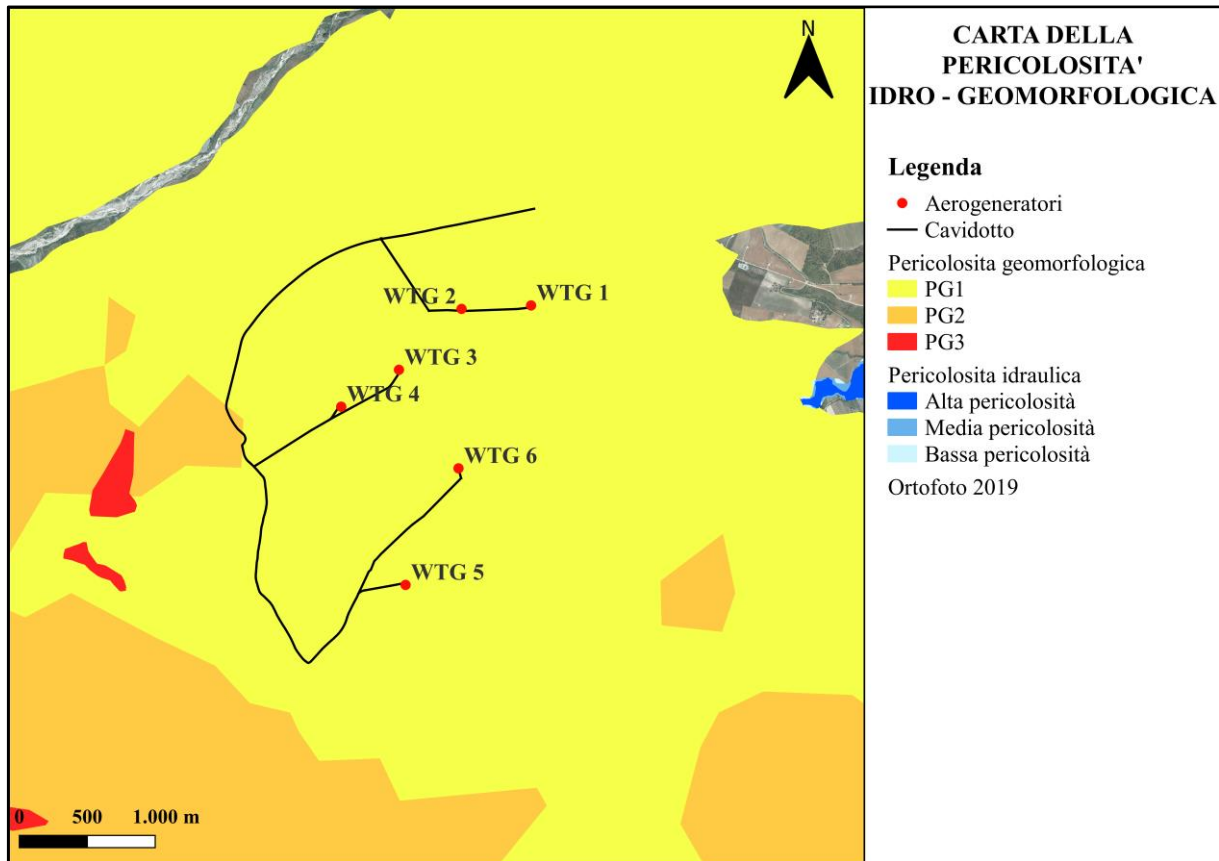 N
CARTA DELLA
PERICOLOSITA'
IDRO - GEOMORFOLOGICA
Legenda
Aerogeneratori
Cavidotto
Pericolosita geomorfologica
PG1
PG2
PG3
Pericolosita idraulica
Alta pericolosità
Media pericolosità
Bassa pericolosità
Ortofoto 2019
WTG 2
WTG 1
WTG 3
WTG 4
WTG 6
WTG 5
0 500 1.000 m